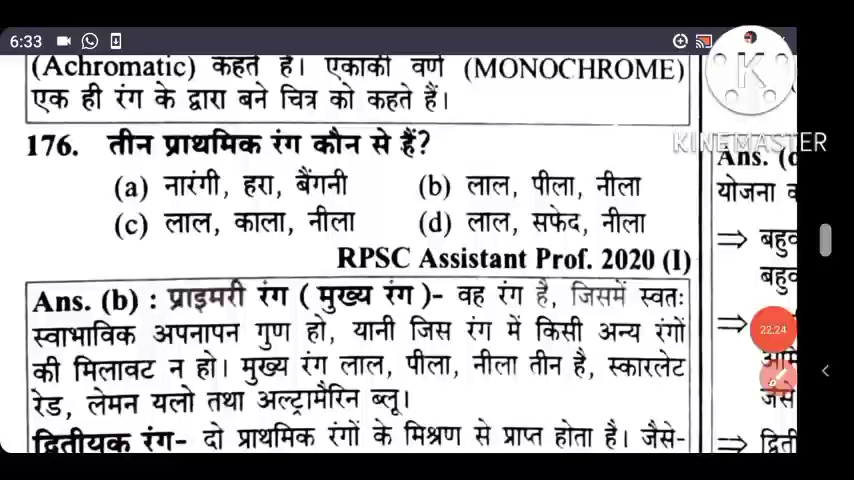 6:33
(Achromatic) कहते हैं। एकाकी वर्ण (MONOCHROME)
एक ही रंग के द्वारा बने चित्र को कहते हैं।
K
KINEMASTER
176. तीन प्राथमिक रंग कौन से हैं?
(a) नारंगी, हरा, बैंगनी (b) लाल, पीला, नीला
(c) लाल, काला, नीला (d) लाल, सफेद, नीला
RPSC Assistant Prof. 2020 (I)
Ans. (b) : प्राइमरी रंग ( मुख्य रंग )- वह रंग है, जिसमें स्वतः
स्वाभाविक अपनापन गुण हो, यानी जिस रंग में किसी अन्य रंगों
की मिलावट न हो। मुख्य रंग लाल, पीला, नीला तीन है, स्कारलेट
रेड, लेमन यलो तथा अल्ट्रामैरिन ब्लू।
द्वितीयक रंग- दो प्राथमिक रंगों के मिश्रण से प्राप्त होता है। जैसे-
Ans. (
योजना
⇒
⇒
22:24
जैसे
⇒